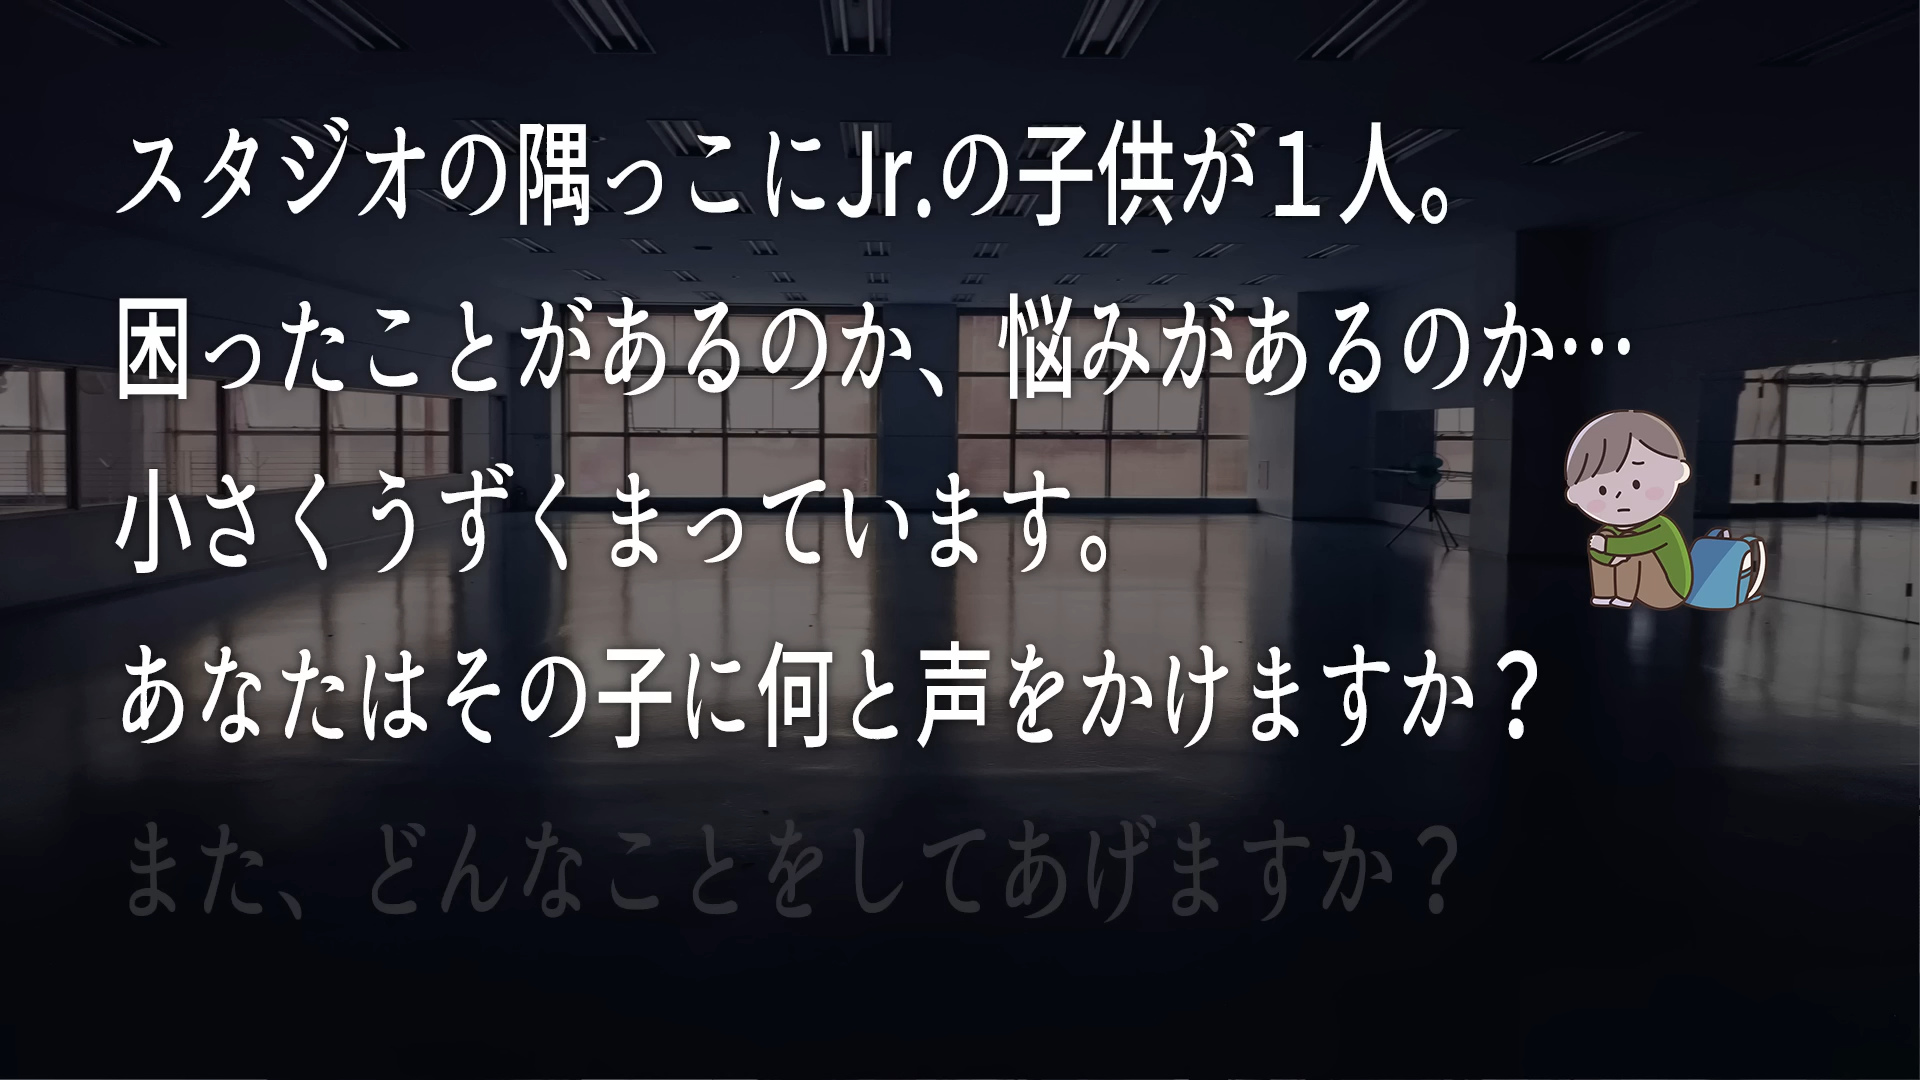 スタジオの隅っこにJr.の子供が１人。
困ったことがあるのか、悩みがあるのか…
小さくうずくまっています。
あなたはその子に何と声をかけますか？
また、どんなことをしてあげますか？